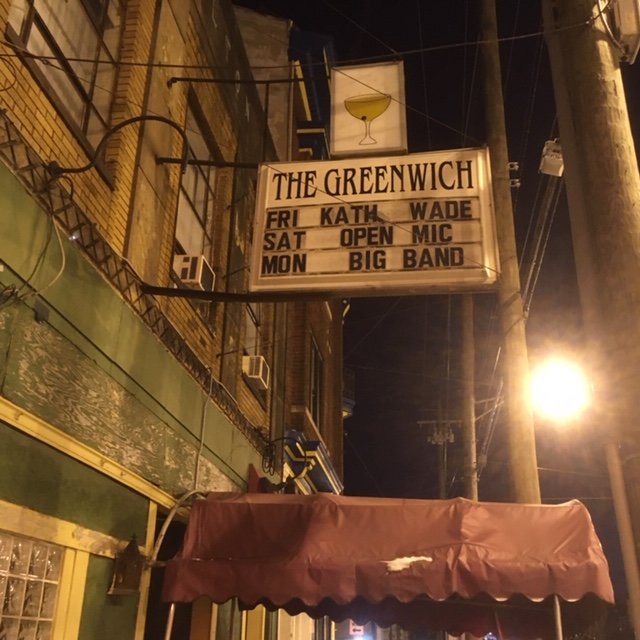 THE GREENWICH
FRI KATH WADE
SAT OPEN MIC
MON BIG BAND